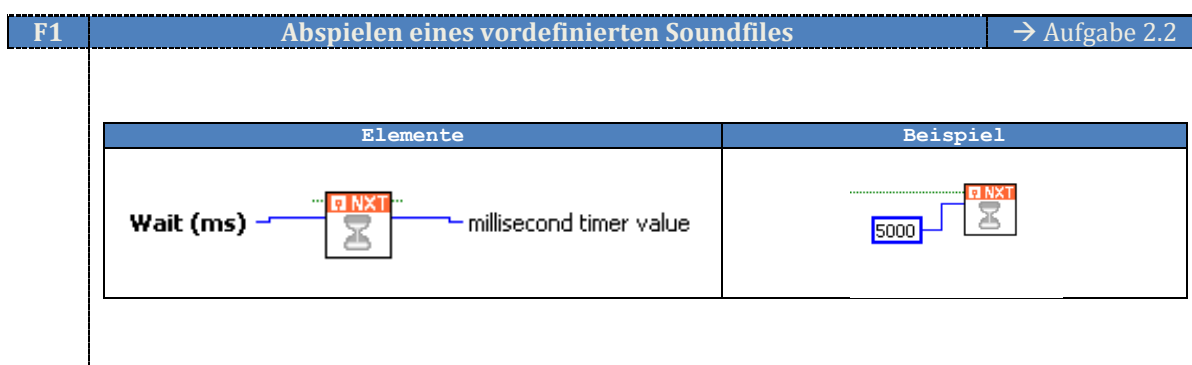 F1 Abspielen eines vordefinierten Soundfiles → Aufgabe 2.2
Elemente Beispiel
NXT NXT
Wait (ms) millisecond timer value 5000